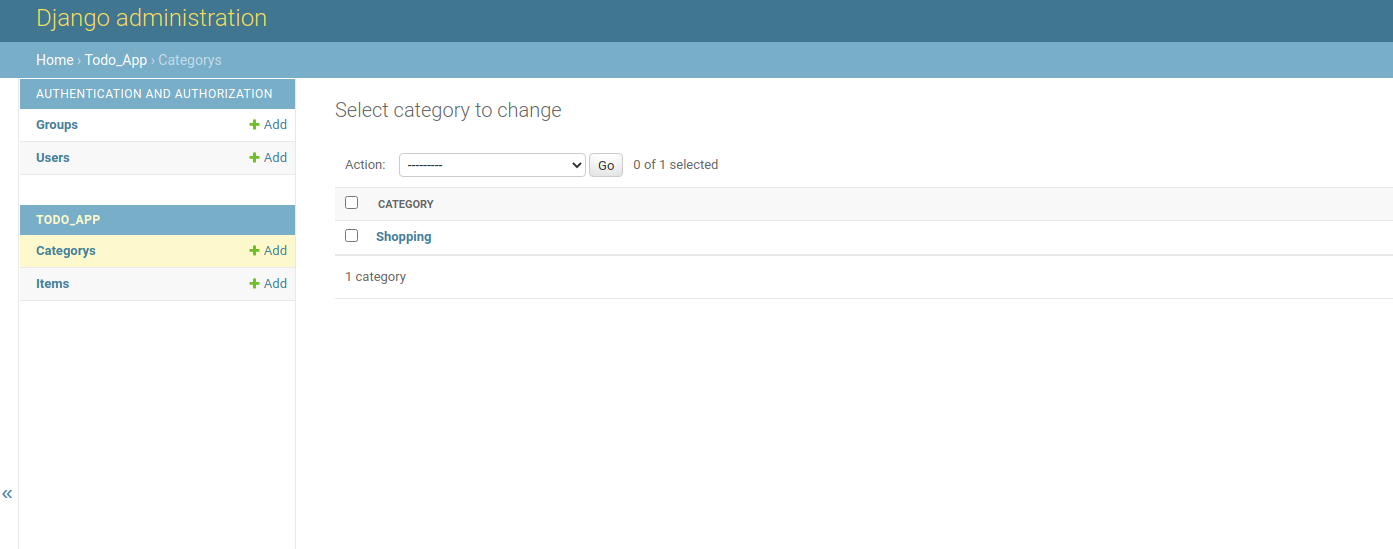 Django administration
Home › Todo_App › Categorys
AUTHENTICATION AND AUTHORIZATION
Groups + Add
Users + Add
TODO_APP
Categorys + Add
Items + Add
«
Select category to change
Action: --------- Go 0 of 1 selected
CATEGORY
Shopping
1 category